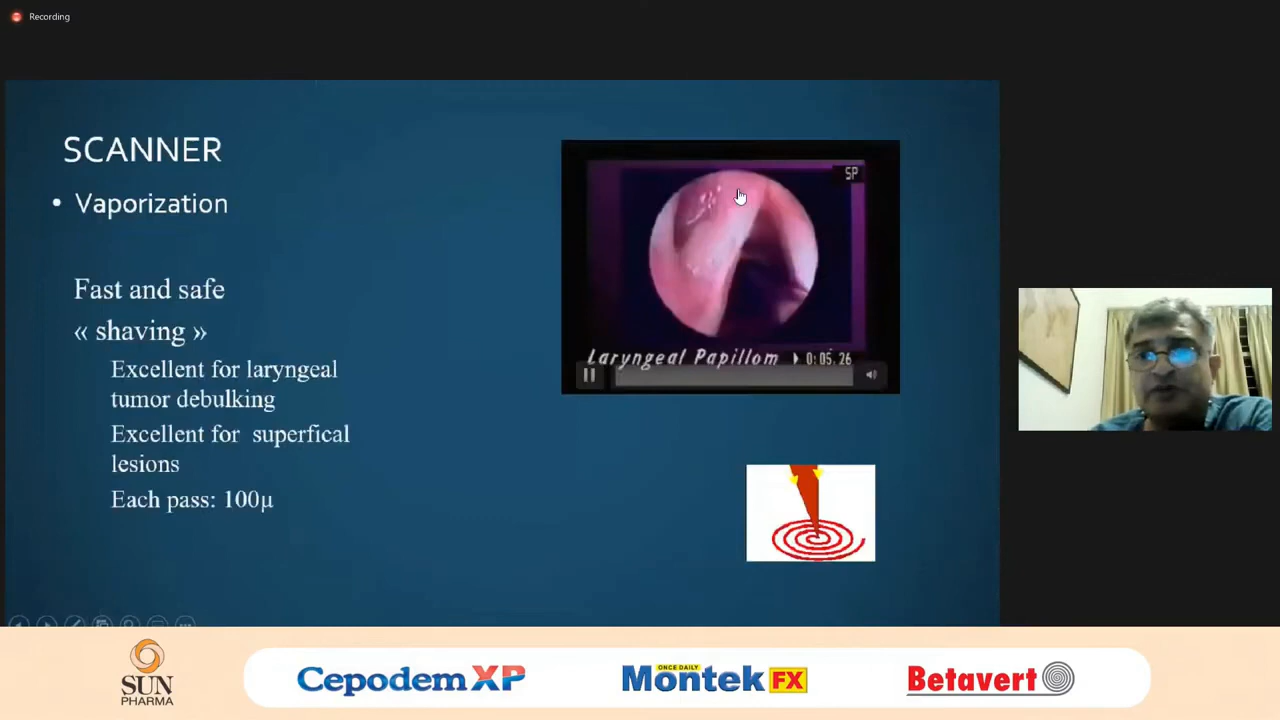 Recording
SCANNER
• Vaporization
Fast and safe
« shaving »
Excellent for laryngeal
tumor debulking
Excellent for superfical
lesions
Each pass: 100µ
SP
Laryngeal Papillom
0:05.26
SUN
PHARMA
Cepodem XP
ONCE DAILY
Montek FX
Betavert